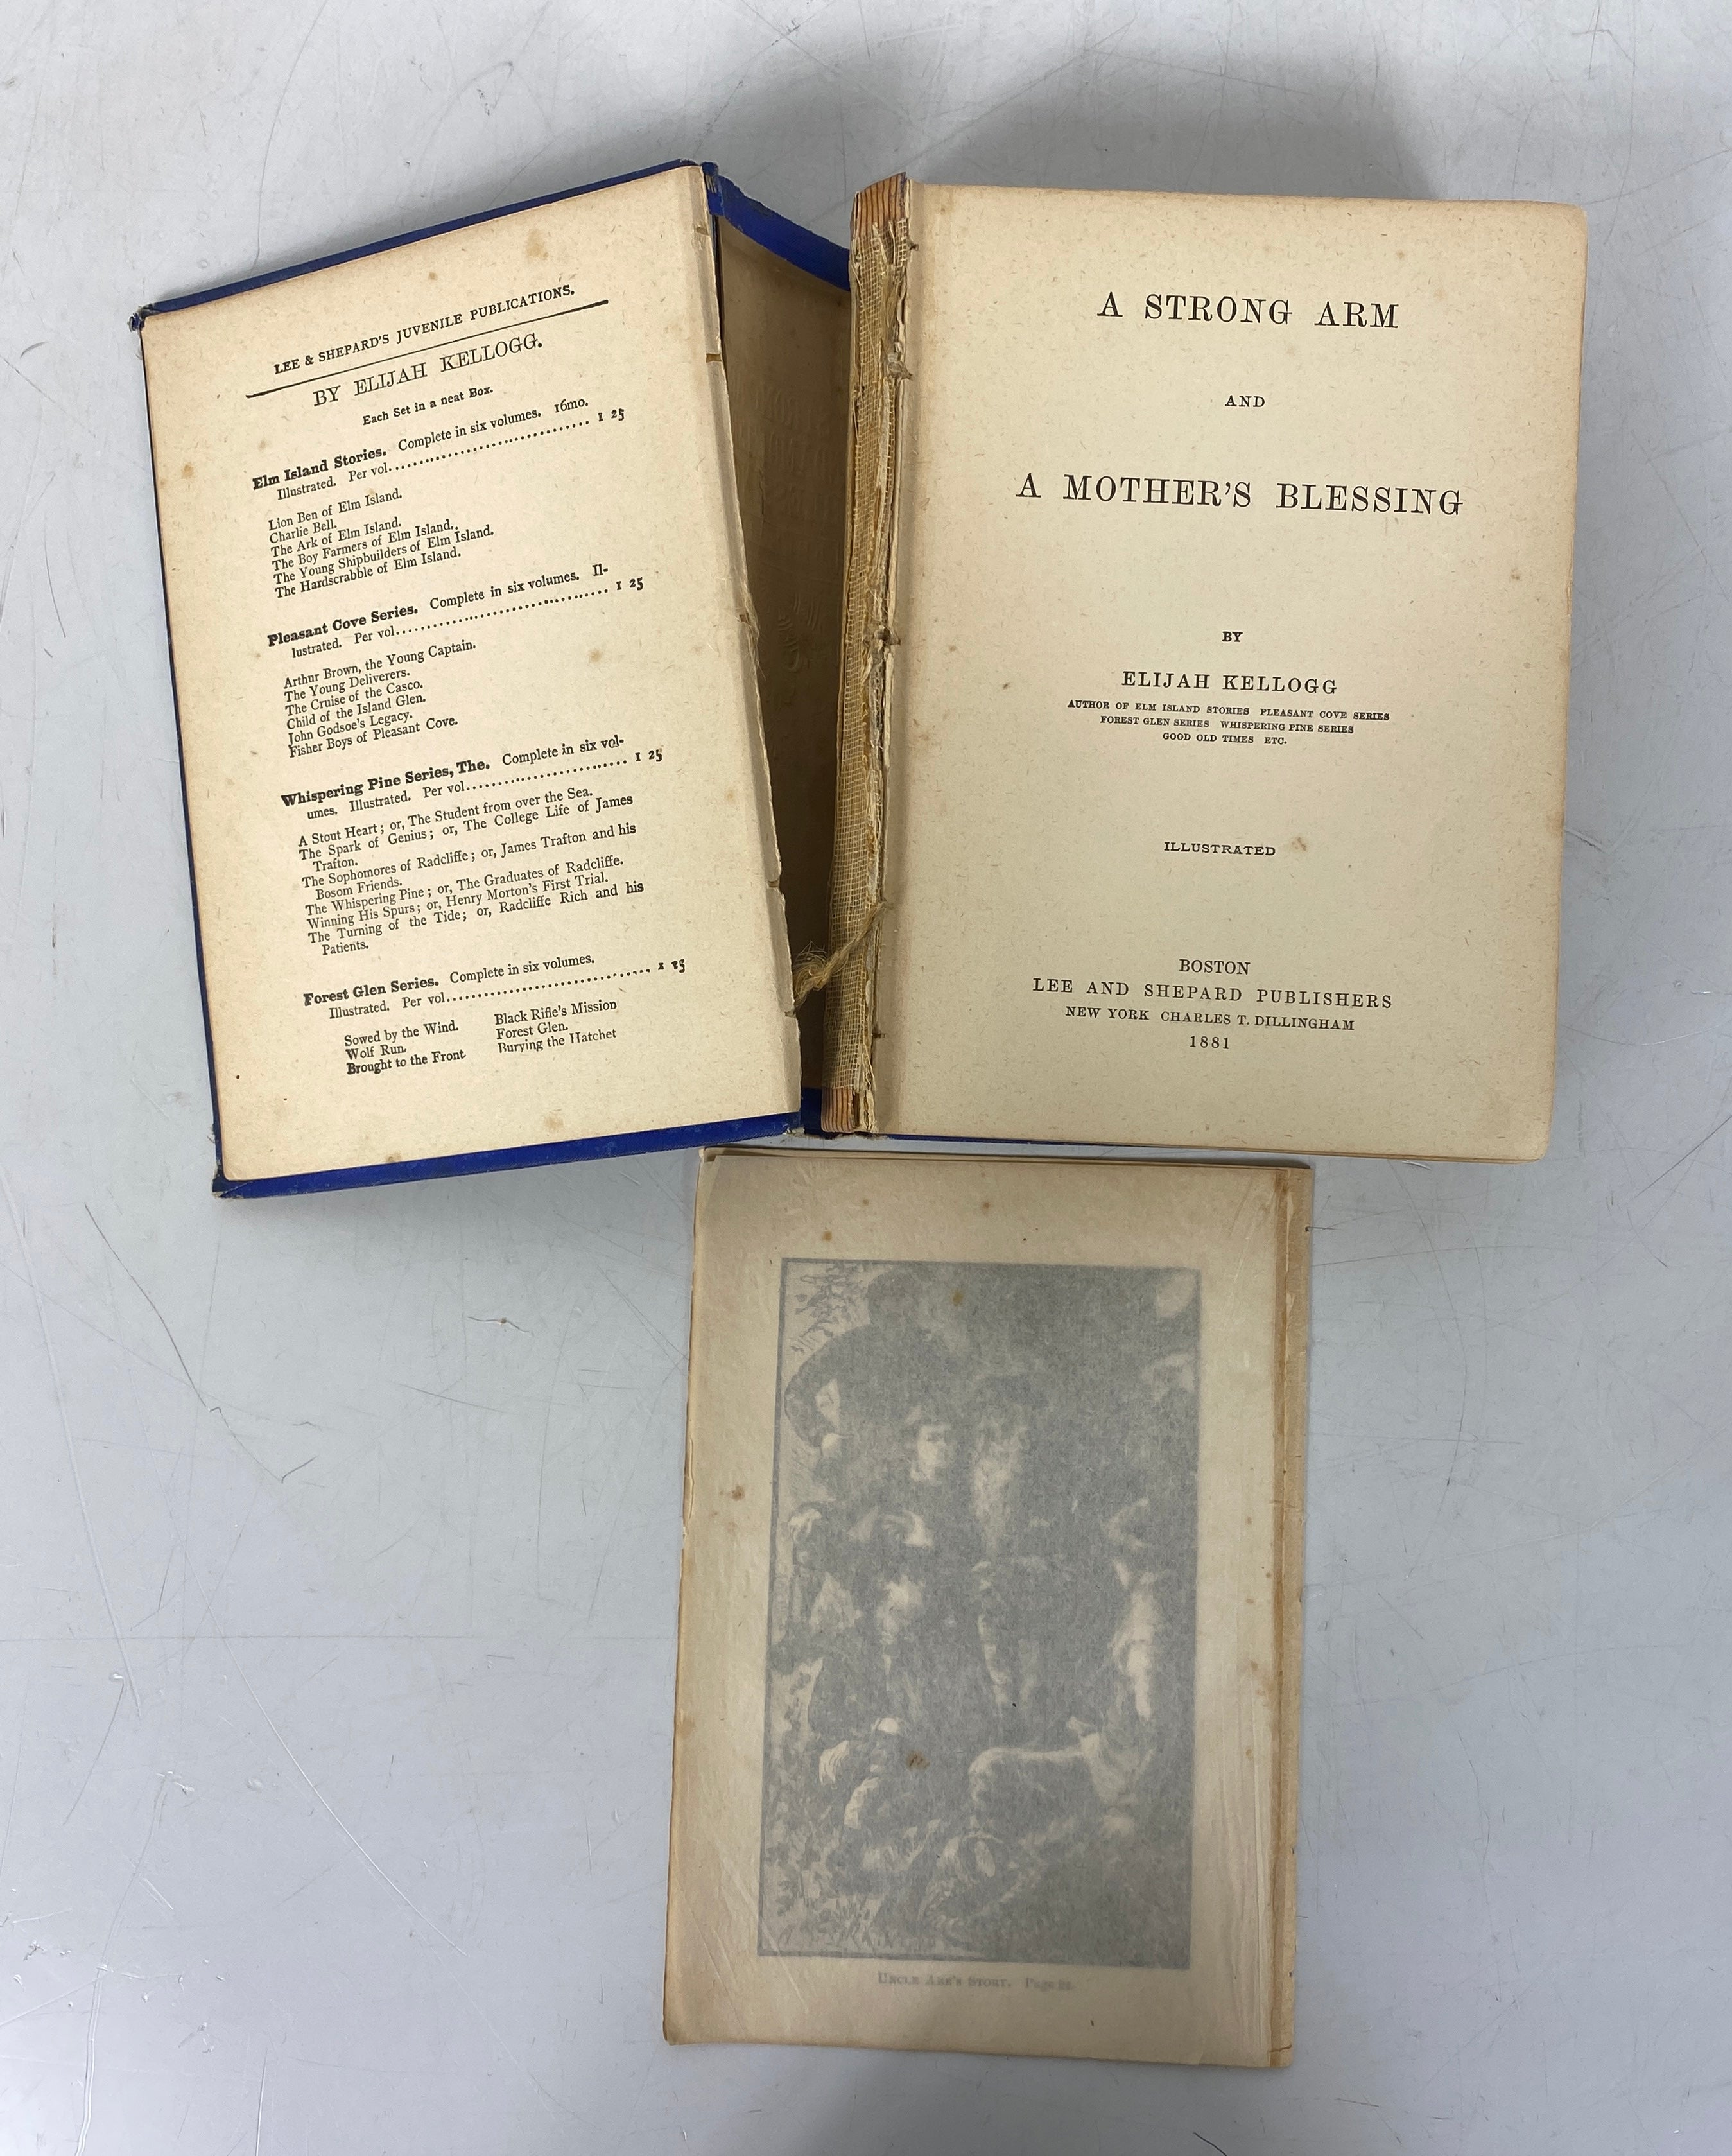 LEE & SHEPARD'S JUVENILE PUBLICATIONS.
BY ELIJAH KELLOGG.
Each Set in a neat Box.
Elm Island Stories. Complete in six volumes. 16mo.
Illustrated. Per vol.............................. 1 25
Lion Ben of Elm Island.
Charlie Bell.
The Ark of Elm Island.
The Boy Farmers of Elm Island.
The Young Shipbuilders of Elm Island.
The Hardscrabble of Elm Island.
Pleasant Cove Series. Complete in six volumes. Il-
lustrated. Per vol.............................. 1 25
Arthur Brown, the Young Captain.
The Young Deliverers.
The Cruise of the Casco.
Child of the Island Glen.
John Godsoe's Legacy.
Fisher Boys of Pleasant Cove.
Whispering Pine Series, The. Complete in six vol-
umes. Illustrated. Per vol........................ 1 25
A Stout Heart; or, The Student from over the Sea.
The Spark of Genius; or, The College Life of James
Trafton.
The Sophomores of Radcliffe; or, James Trafton and his
Bosom Friends.
The Whispering Pine; or, The Graduates of Radcliffe.
Winning His Spurs; or, Henry Morton's First Trial.
The Turning of the Tide; or, Radcliffe Rich and his
Patients.
Forest Glen Series. Complete in six volumes.
Illustrated. Per vol.............................. 1 25
Sowed by the Wind. Black Rifle's Mission
Wolf Run. Forest Glen.
Brought to the Front Burying the Hatchet
A STRONG ARM
AND
A MOTHER'S BLESSING
BY
ELIJAH KELLOGG
AUTHOR OF ELM ISLAND STORIES PLEASANT COVE SERIES
FOREST GLEN SERIES WHISPERING PINE SERIES
GOOD OLD TIMES ETC.
ILLUSTRATED
BOSTON
LEE AND SHEPARD PUBLISHERS
NEW YORK CHARLES T. DILLINGHAM
1881
UNCLE ABE'S STORY. Page